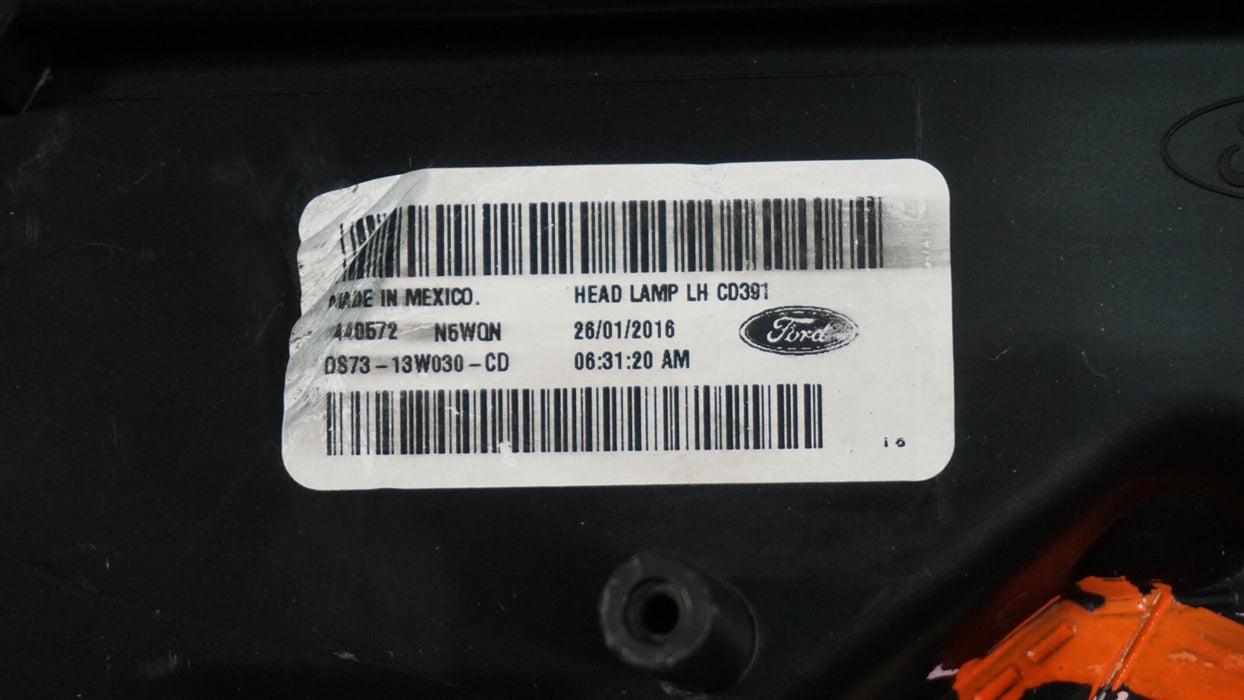 MADE IN MEXICO. HEAD LAMP LH CD391
440572 N5WQN 26/01/2016
Ford
DS73-13W030-CD 06:31:20 AM
i 6